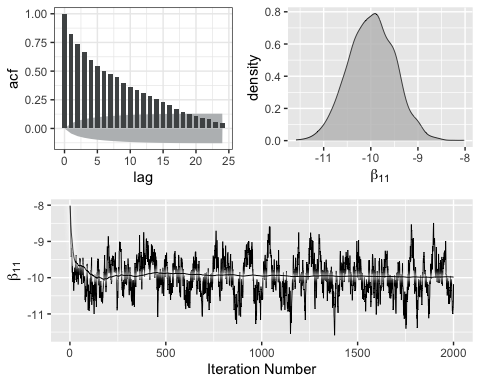 1.00
0.75
0.50
0.25
0.00
acf
0 5 10 15 20 25
lag
0.8
0.6
0.4
0.2
0.0
density
-11 -10 -9 -8
β11
-8
-9
-10
-11
β11
0 500 1000 1500 2000
Iteration Number